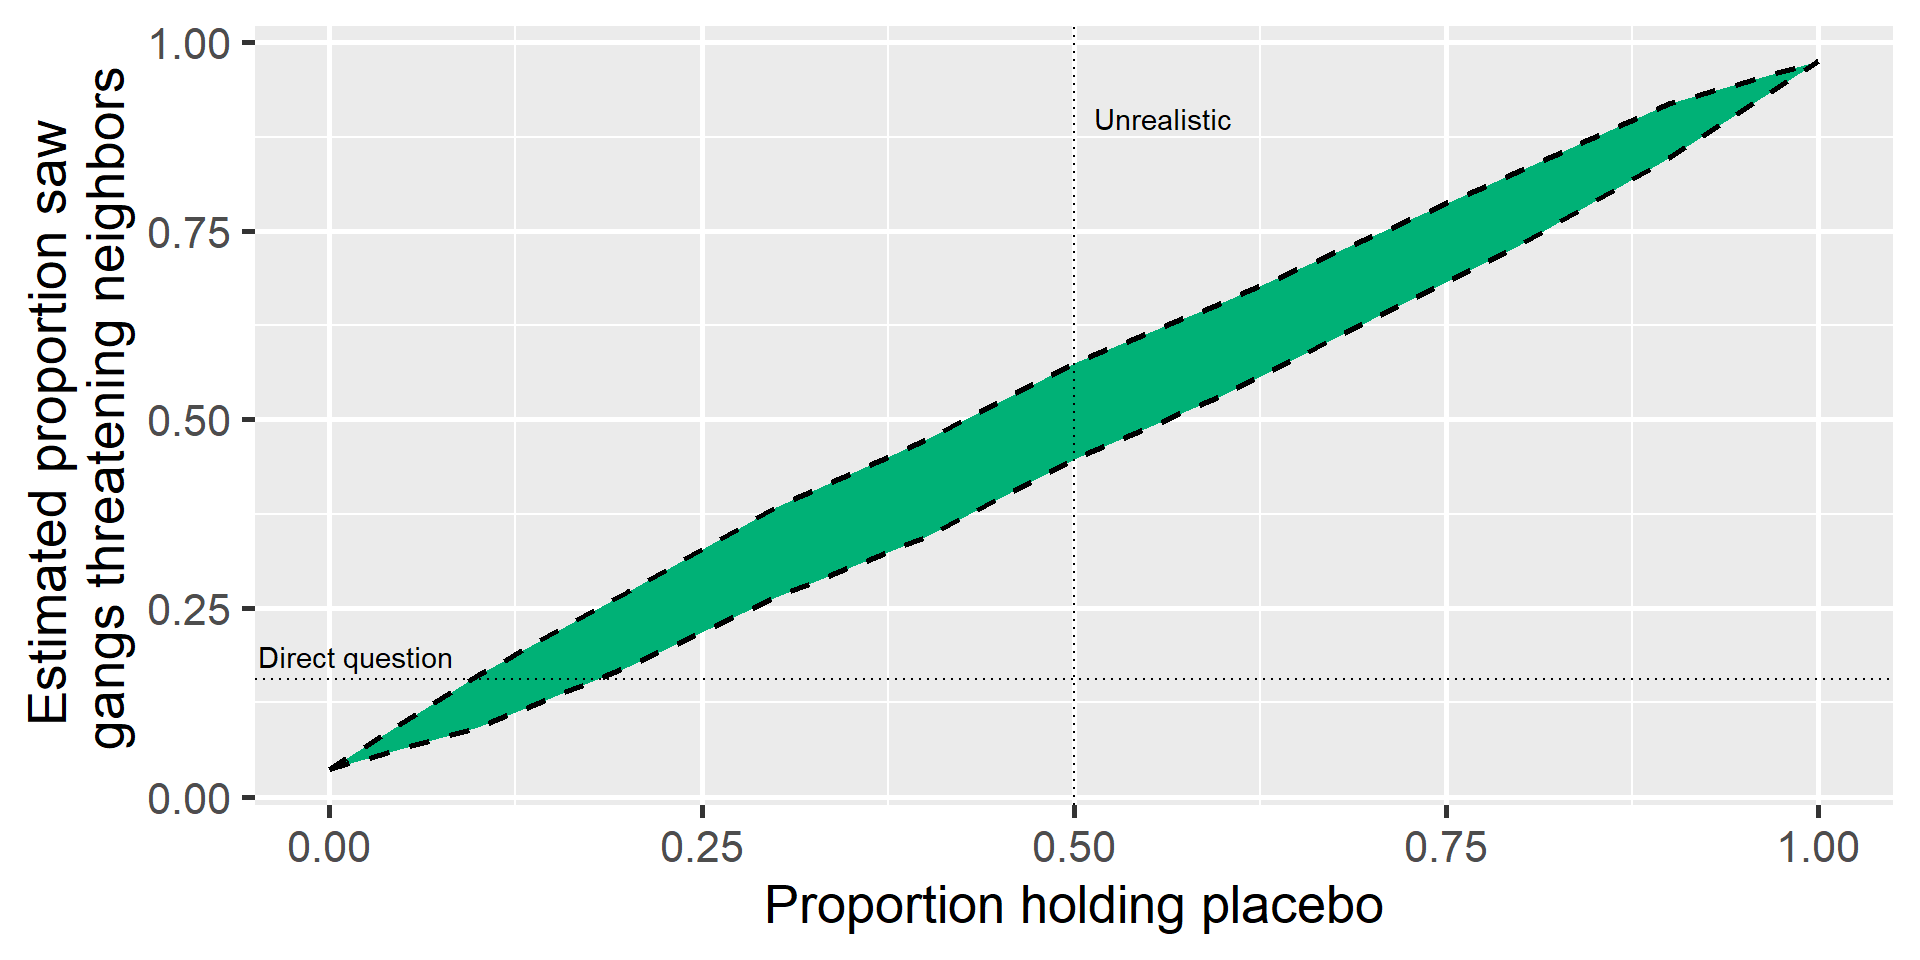 Estimated proportion saw
gangs threatening neighbors
1.00
0.75
0.50
0.25
0.00
Unrealistic
Direct question
0.00 0.25 0.50 0.75 1.00
Proportion holding placebo